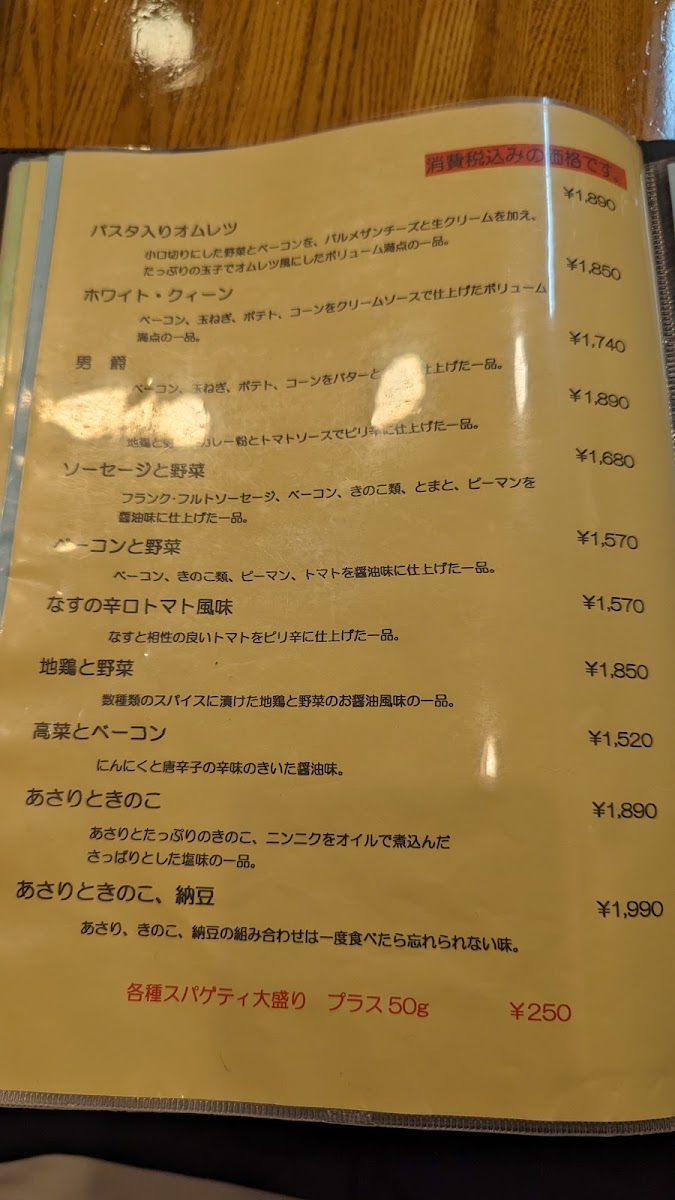 消費税込みの価格です。
パスタ入りオムレツ ¥1,890
小口切りにした野菜とベーコンを、パルメザンチーズと生クリームを加え、
たっぷりの玉子でオムレツ風にしたボリューム満点の一品。
ホワイト・クィーン ¥1,850
ベーコン、玉ねぎ、ポテト、コーンをクリームソースで仕上げたボリューム
満点の一品。
男 爵 ¥1,740
ベーコン、玉ねぎ、ポテト、コーンをバターと 仕上げた一品。
¥1,890
地鶏と カレー粉とトマトソースでピリ辛に仕上げた一品。
ソーセージと野菜 ¥1,680
フランク・フルトソーセージ、ベーコン、きのこ類、とまと、ピーマンを
醤油味に仕上げた一品。
ベーコンと野菜 ¥1,570
ベーコン、きのこ類、ピーマン、トマトを醤油味に仕上げた一品。
なすの辛口トマト風味 ¥1,570
なすと相性の良いトマトをピリ辛に仕上げた一品。
地鶏と野菜 ¥1,850
数種類のスパイスに漬けた地鶏と野菜のお醤油風味の一品。
高菜とベーコン ¥1,520
にんにくと唐辛子の辛味のきいた醤油味。
あさりときのこ ¥1,890
あさりとたっぷりのきのこ、ニンニクをオイルで煮込んだ
さっぱりとした塩味の一品。
あさりときのこ、納豆 ¥1,990
あさり、きのこ、納豆の組み合わせは一度食べたら忘れられない味。
各種スパゲティ大盛り プラス 50g ¥250